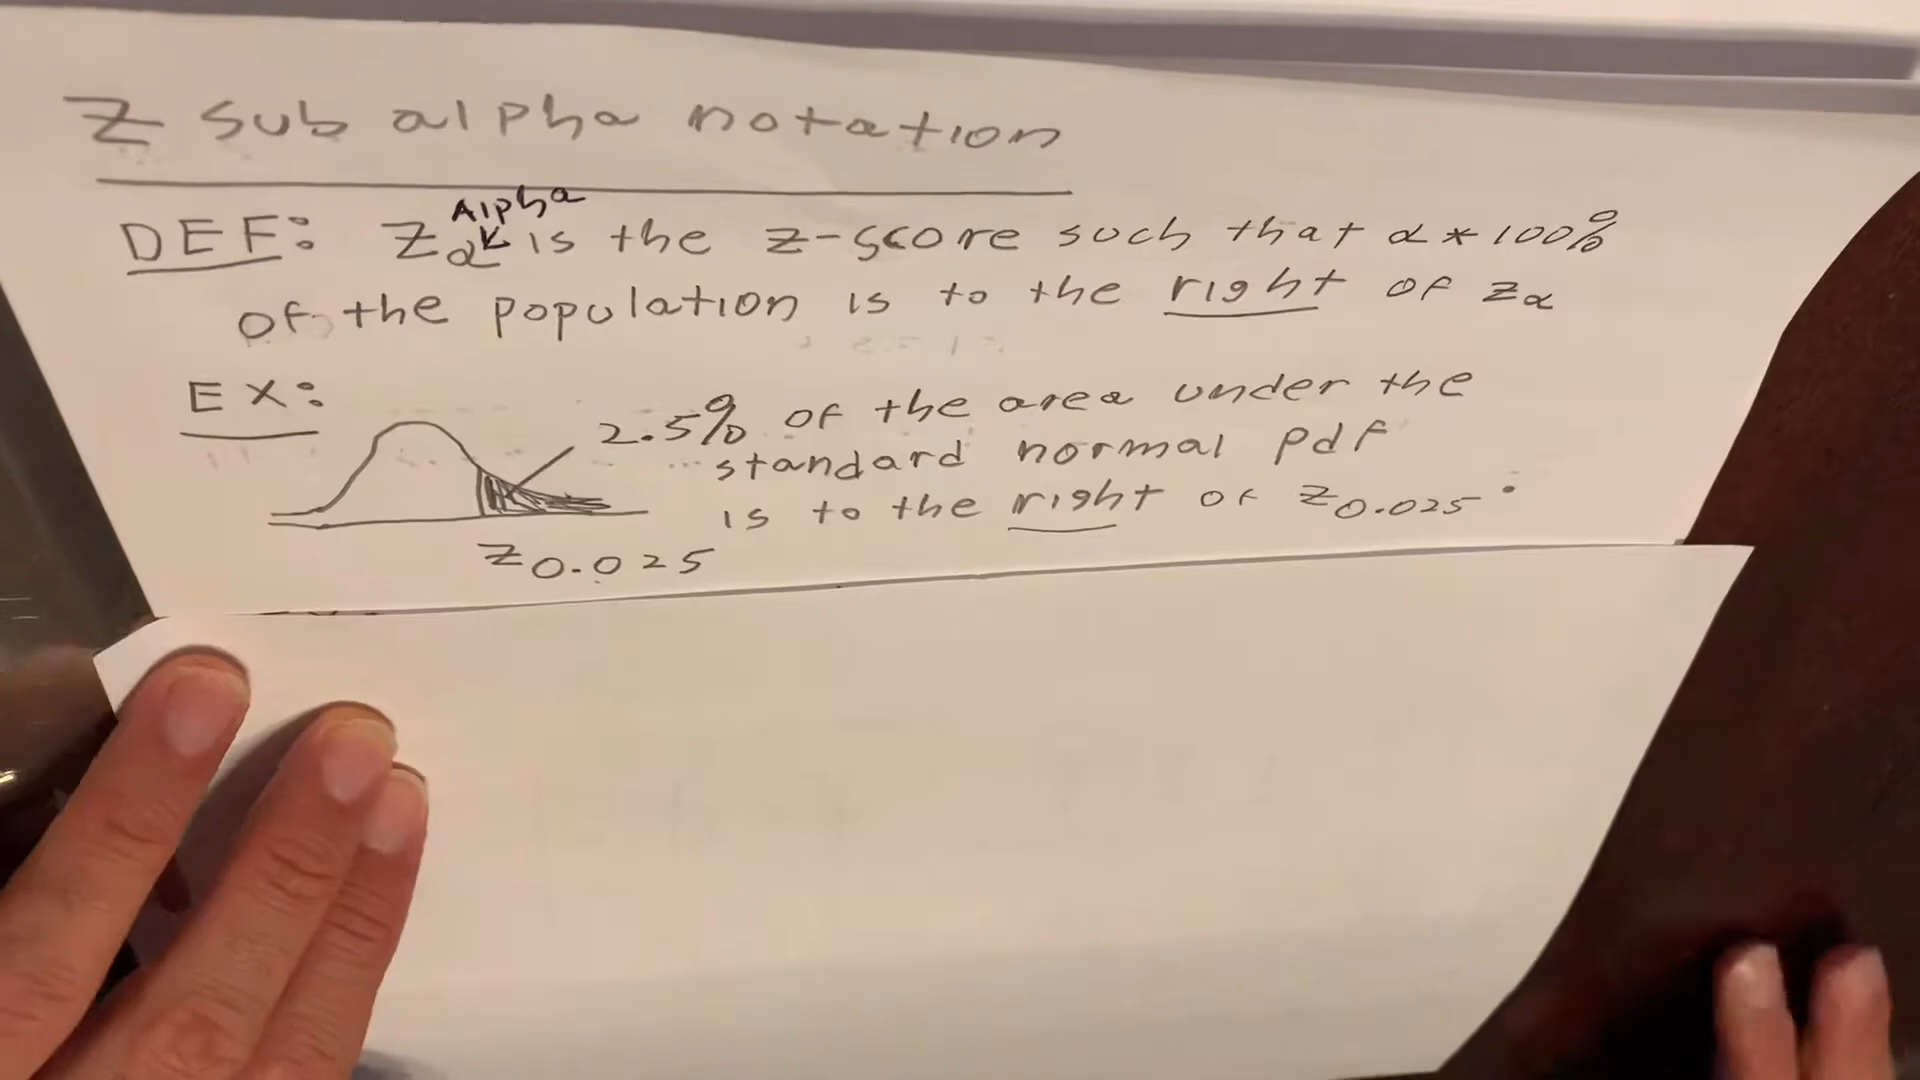 Z sub alpha notation
Alpha
DEF: Zα is the z-score such that α * 100%
of the population is to the right of zα
EX:
2.5% of the area under the
standard normal pdf
is to the right of z0.025.
z0.025